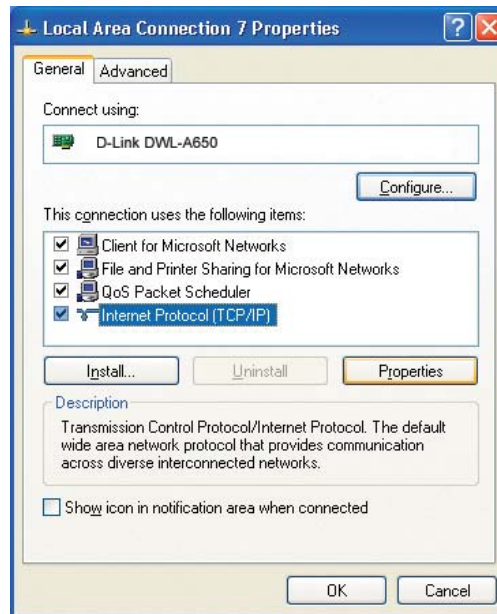 Local Area Connection 7 Properties
General
Advanced
Connect using:
D-Link DWL-A650
Configure...
This connection uses the following items:
Client for Microsoft Networks
File and Printer Sharing for Microsoft Networks
QoS Packet Scheduler
Internet Protocol (TCP/IP)
Install...
Uninstall
Properties
Description
Transmission Control Protocol/Internet Protocol. The default
wide area network protocol that provides communication
across diverse interconnected networks.
Show icon in notification area when connected
OK
Cancel